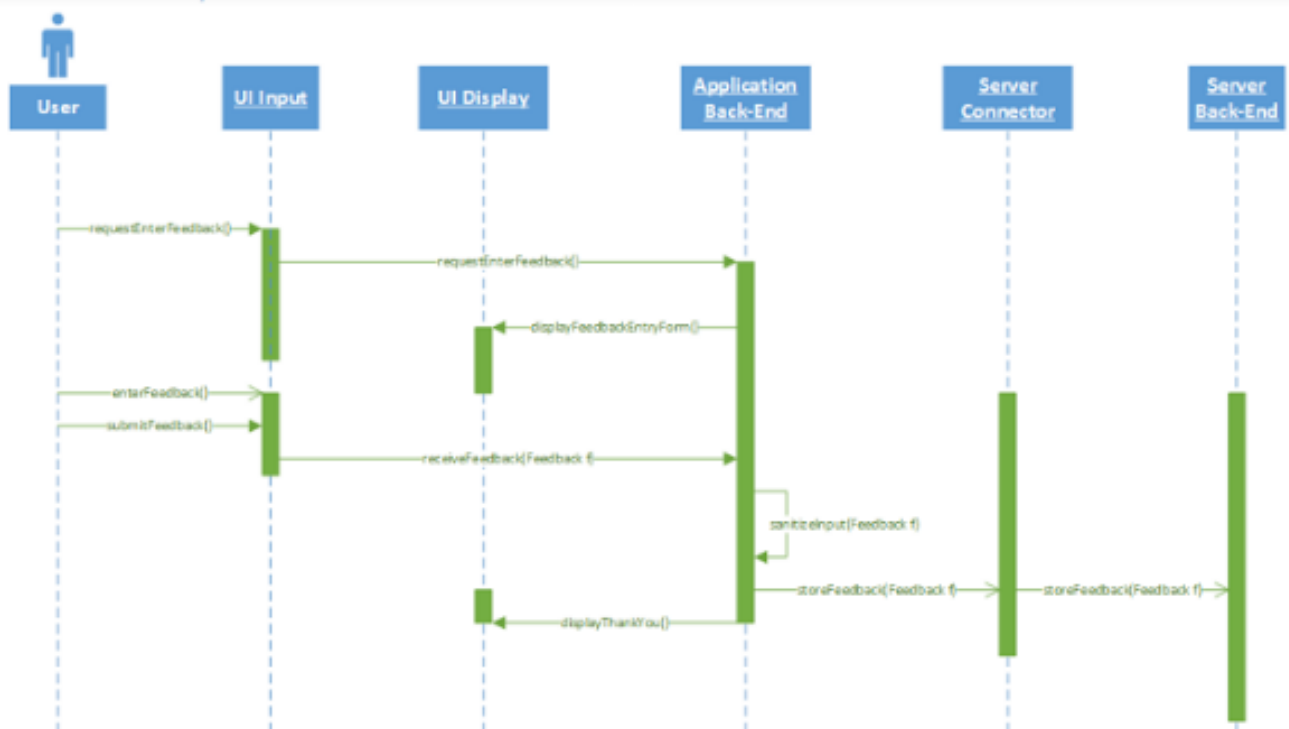 User
UI Input
UI Display
Application
Back-End
Server
Connector
Server
Back-End
requestEnterFeedback()
requestEnterFeedback()
displayFeedbackEntryForm()
enterFeedback()
submitFeedback()
receiveFeedback(Feedback f)
sanitizeInput(Feedback f)
storeFeedback(Feedback f)
storeFeedback(Feedback f)
displayThankYou()